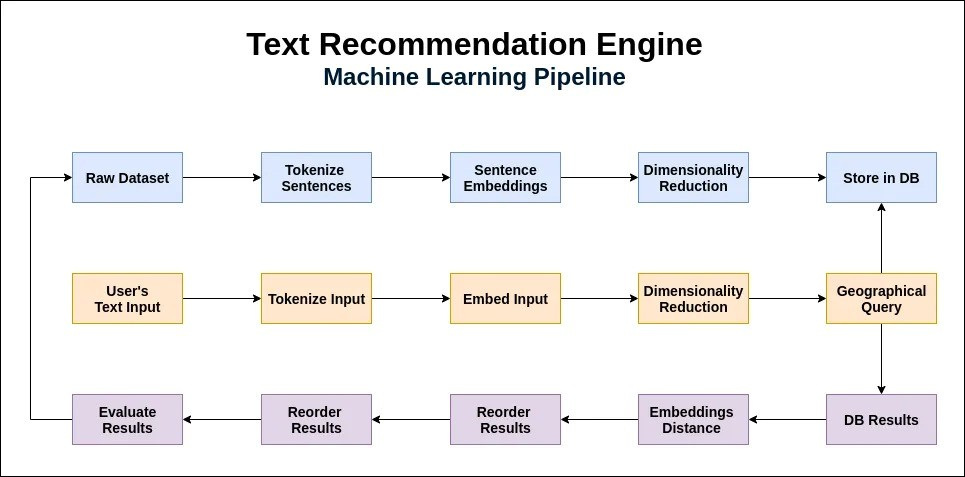 Text Recommendation Engine
Machine Learning Pipeline
Raw Dataset
Tokenize
Sentences
Sentence
Embeddings
Dimensionality
Reduction
Store in DB
User's
Text Input
Tokenize Input
Embed Input
Dimensionality
Reduction
Geographical
Query
Evaluate
Results
Reorder
Results
Reorder
Results
Embeddings
Distance
DB Results